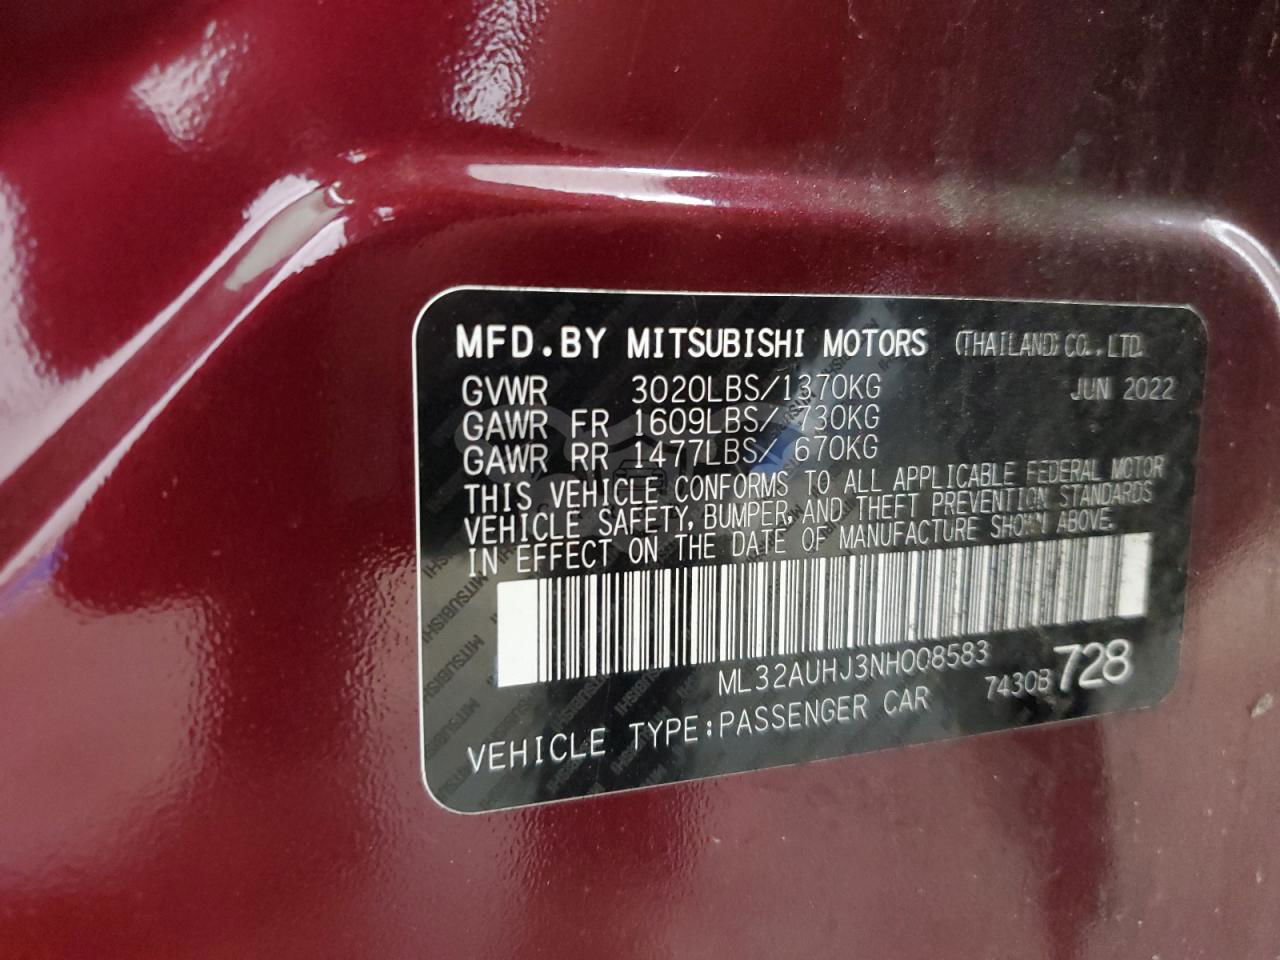 MFD.BY MITSUBISHI MOTORS (THAILAND) CO.,LTD.
GVWR 3020LBS/1370KG JUN 2022
GAWR FR 1609LBS/ 730KG
GAWR RR 1477LBS/ 670KG
THIS VEHICLE CONFORMS TO ALL APPLICABLE FEDERAL MOTOR
VEHICLE SAFETY, BUMPER, AND THEFT PREVENTION STANDARDS
IN EFFECT ON THE DATE OF MANUFACTURE SHOWN ABOVE.
ML32AUHJ3NH008583
7430B 728
VEHICLE TYPE:PASSENGER CAR